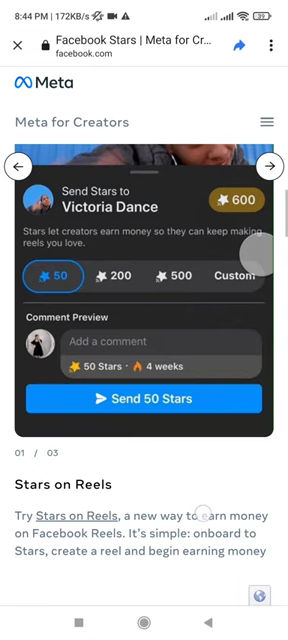 8:44 PM | 172KB/s
39
Facebook Stars | Meta for Cr...
facebook.com
Meta
Meta for Creators
Send Stars to
Victoria Dance
600
Stars let creators earn money so they can keep making
reels you love.
50
200
500
Custom
Comment Preview
Add a comment
50 Stars · 4 weeks
Send 50 Stars
01 / 03
Stars on Reels
Try Stars on Reels, a new way to earn money
on Facebook Reels. It's simple: onboard to
Stars, create a reel and begin earning money